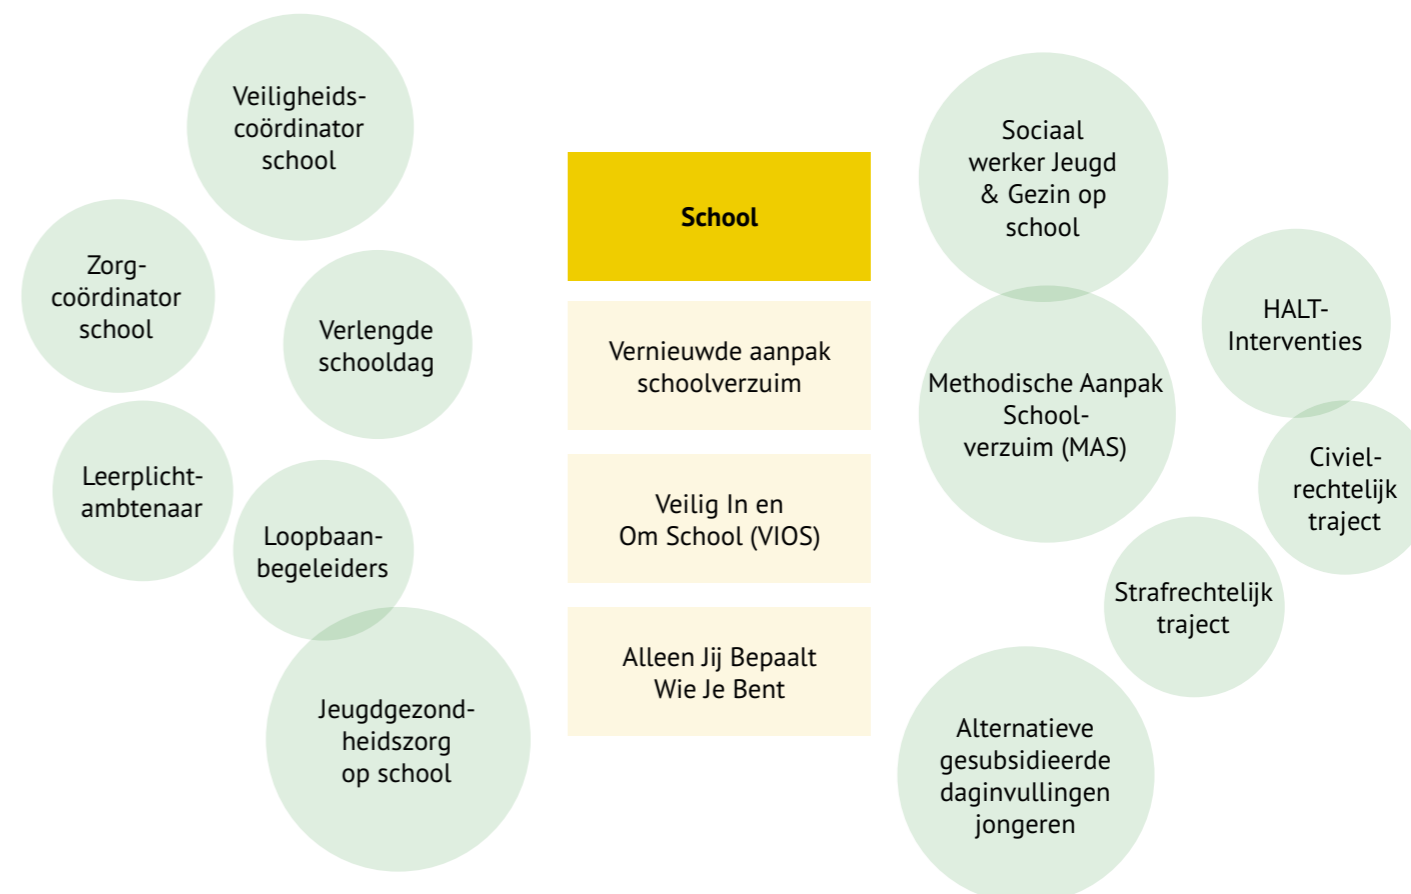 Veiligheids-
coördinator
school
Zorg-
coördinator
school
Verlengde
schooldag
Leerplicht-
ambtenaar
Loopbaan-
begeleiders
Jeugdgezond-
heidszorg
op school
School
Vernieuwde aanpak
schoolverzuim
Veilig In en
Om School (VIOS)
Alleen Jij Bepaalt
Wie Je Bent
Sociaal
werker Jeugd
& Gezin op
school
Methodische Aanpak
School-
verzuim (MAS)
HALT-
Interventies
Civiel-
rechtelijk
traject
Strafrechtelijk
traject
Alternatieve
gesubsidieerde
daginvullingen
jongeren